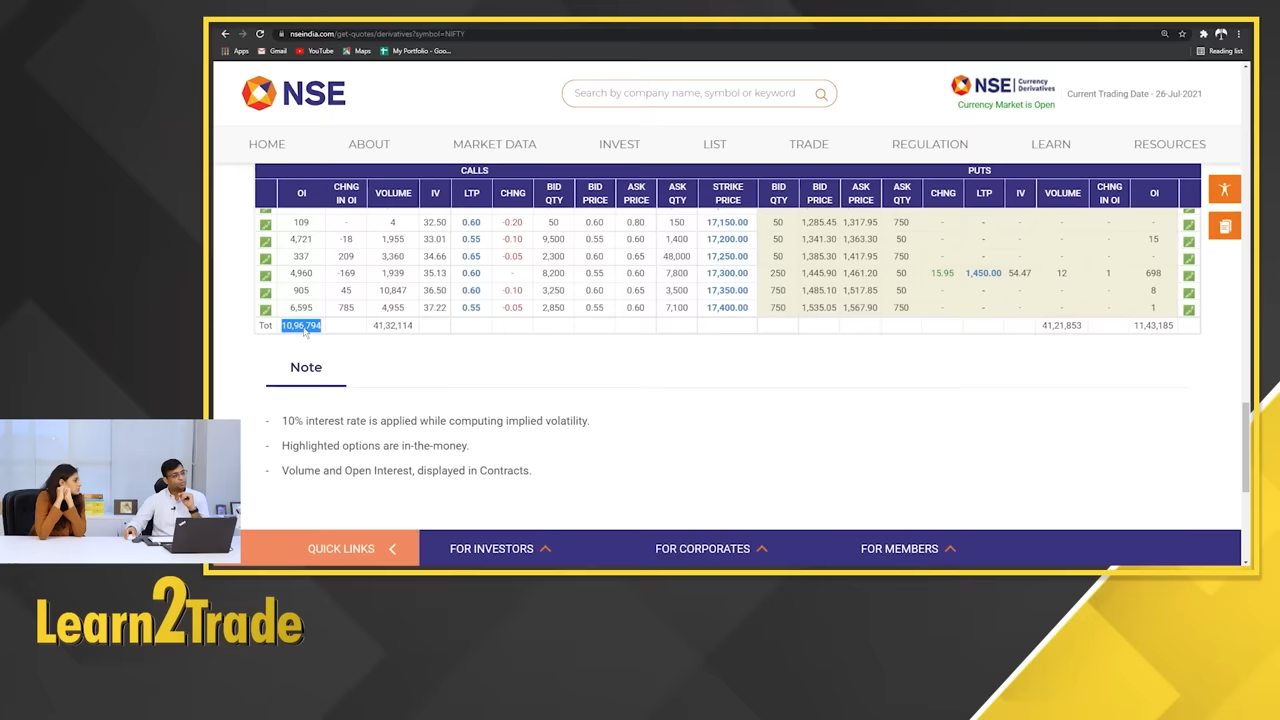 nseindia.com/get-quotes/derivatives?symbol=NIFTY
Apps Gmail YouTube Maps My Portfolio - Goo... Reading list
NSE
Search by company name, symbol or keyword
NSE Currency Derivatives
Currency Market is Open
Current Trading Date - 26-Jul-2021
HOME ABOUT MARKET DATA INVEST LIST TRADE REGULATION LEARN RESOURCES
CALLS PUTS
OI CHNG IN OI VOLUME IV LTP CHNG BID QTY BID PRICE ASK PRICE ASK QTY STRIKE PRICE BID QTY BID PRICE ASK PRICE ASK QTY CHNG LTP IV VOLUME CHNG IN OI OI
109 - 4 32.50 0.60 -0.20 50 0.60 0.80 150 17,150.00 50 1,285.45 1,317.95 750 - - - - - -
4,721 -18 1,955 33.01 0.55 -0.10 9,500 0.55 0.60 1,400 17,200.00 50 1,341.30 1,363.30 50 - - - - - 15
337 209 3,360 34.66 0.65 -0.05 2,300 0.60 0.65 48,000 17,250.00 50 1,385.30 1,417.95 750 - - - - - -
4,960 -169 1,939 35.13 0.60 - 8,200 0.55 0.60 7,800 17,300.00 250 1,445.90 1,461.20 50 15.95 1,450.00 54.47 12 1 698
905 45 10,847 36.50 0.60 -0.10 3,250 0.60 0.65 3,500 17,350.00 750 1,485.10 1,517.85 50 - - - - - 8
6,595 785 4,955 37.22 0.55 -0.05 2,850 0.55 0.60 7,100 17,400.00 750 1,535.05 1,567.90 750 - - - - - 1
Tot 10,96,794 41,32,114 41,21,853 11,43,185
Note
- 10% interest rate is applied while computing implied volatility.
- Highlighted options are in-the-money.
- Volume and Open Interest, displayed in Contracts.
QUICK LINKS FOR INVESTORS FOR CORPORATES FOR MEMBERS
Learn2Trade